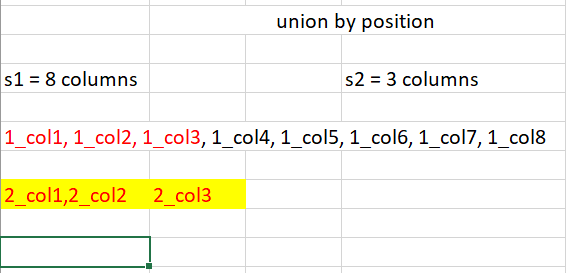 union by position
s1 = 8 columns s2 = 3 columns
1_col1, 1_col2, 1_col3, 1_col4, 1_col5, 1_col6, 1_col7, 1_col8
2_col1,2_col2 2_col3